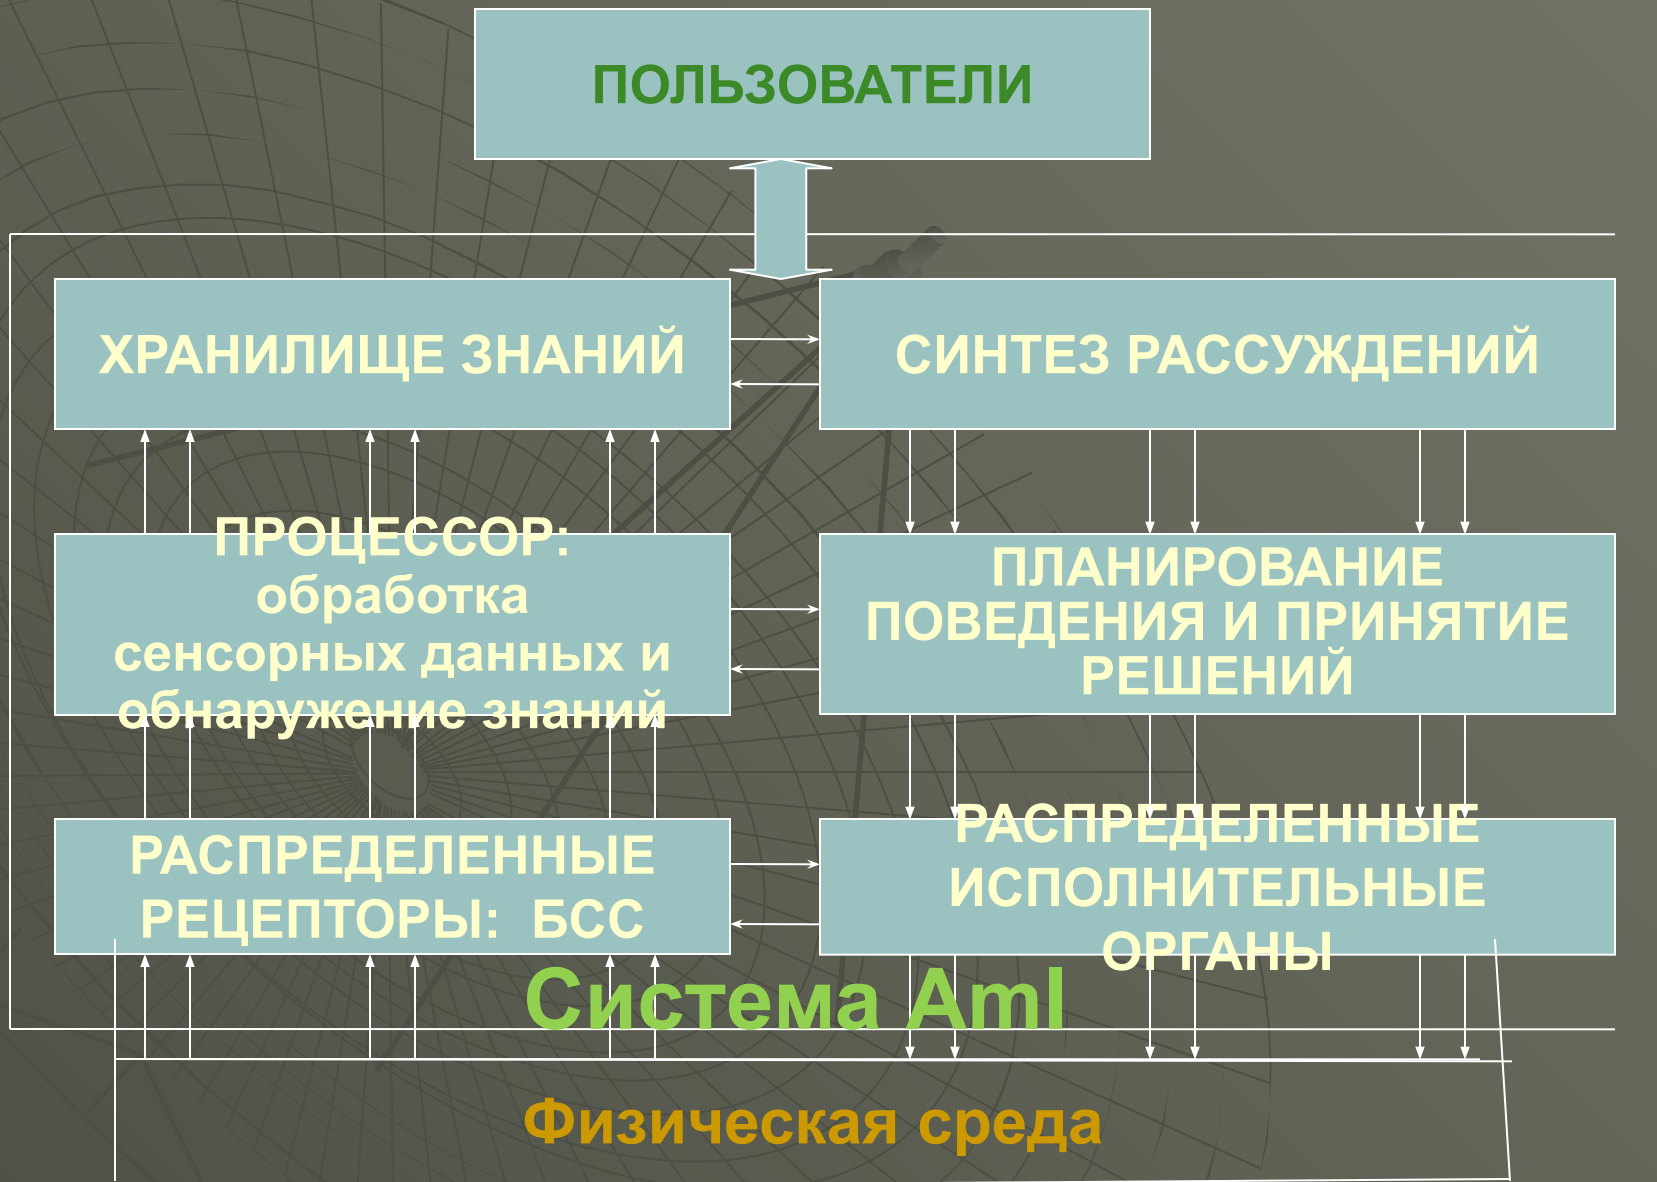 ПОЛЬЗОВАТЕЛИ
ХРАНИЛИЩЕ ЗНАНИЙ
СИНТЕЗ РАССУЖДЕНИЙ
ПРОЦЕССОР:
обработка
сенсорных данных и
обнаружение знаний
ПЛАНИРОВАНИЕ
ПОВЕДЕНИЯ И ПРИНЯТИЕ
РЕШЕНИЙ
РАСПРЕДЕЛЕННЫЕ
РЕЦЕПТОРЫ: БСС
РАСПРЕДЕЛЕННЫЕ
ИСПОЛНИТЕЛЬНЫЕ
ОРГАНЫ
Система AmI
Физическая среда